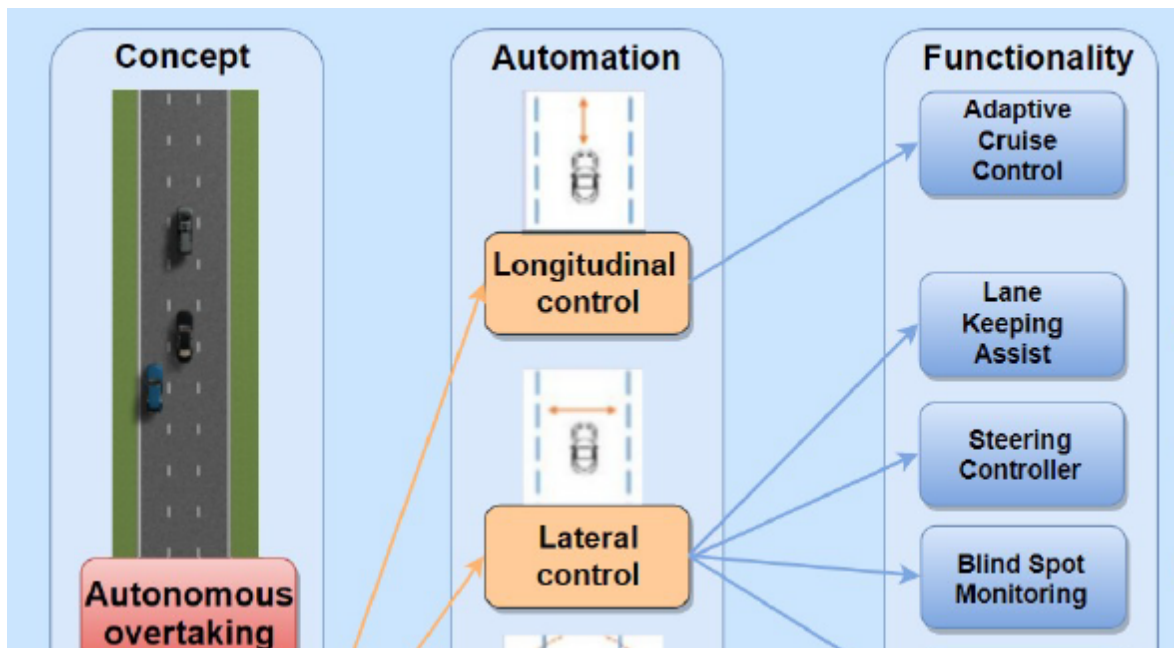 Concept
Autonomous
overtaking
Automation
Longitudinal
control
Lateral
control
Functionality
Adaptive
Cruise
Control
Lane
Keeping
Assist
Steering
Controller
Blind Spot
Monitoring